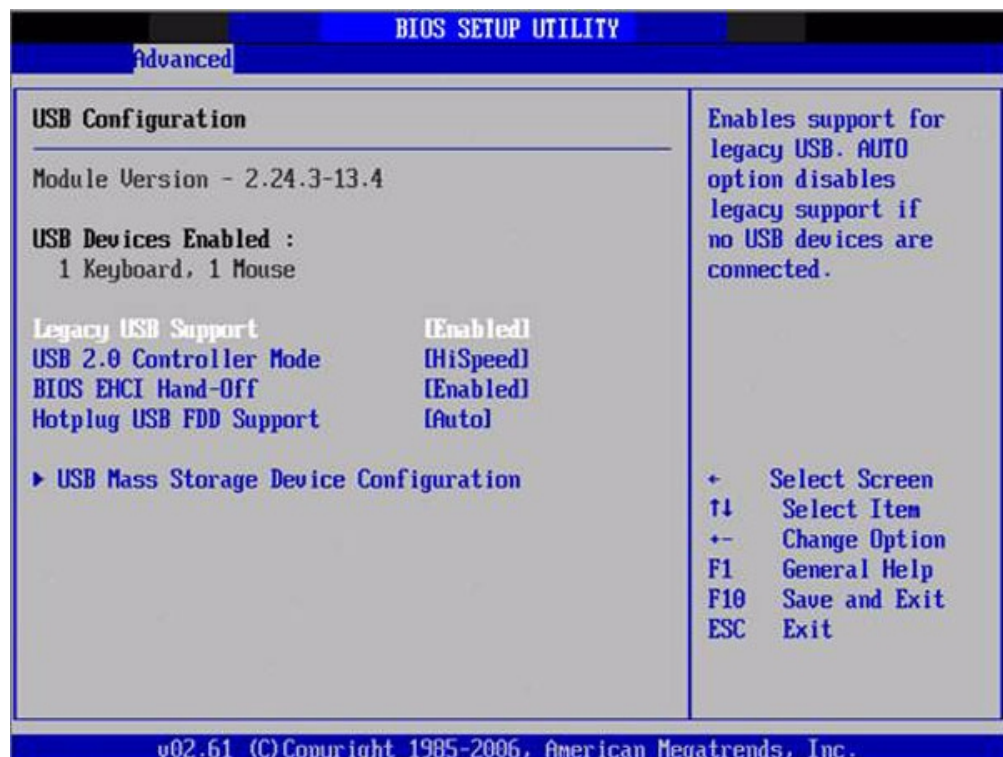 BIOS SETUP UTILITY
Advanced
USB Configuration
Module Version - 2.24.3-13.4
USB Devices Enabled :
1 Keyboard, 1 Mouse
Legacy USB Support [Enabled]
USB 2.0 Controller Mode [HiSpeed]
BIOS EHCI Hand-Off [Enabled]
Hotplug USB FDD Support [Auto]
▶ USB Mass Storage Device Configuration
Enables support for
legacy USB. AUTO
option disables
legacy support if
no USB devices are
connected.
← Select Screen
↑↓ Select Item
+- Change Option
F1 General Help
F10 Save and Exit
ESC Exit
v02.61 (C)Copyright 1985-2006, American Megatrends, Inc.